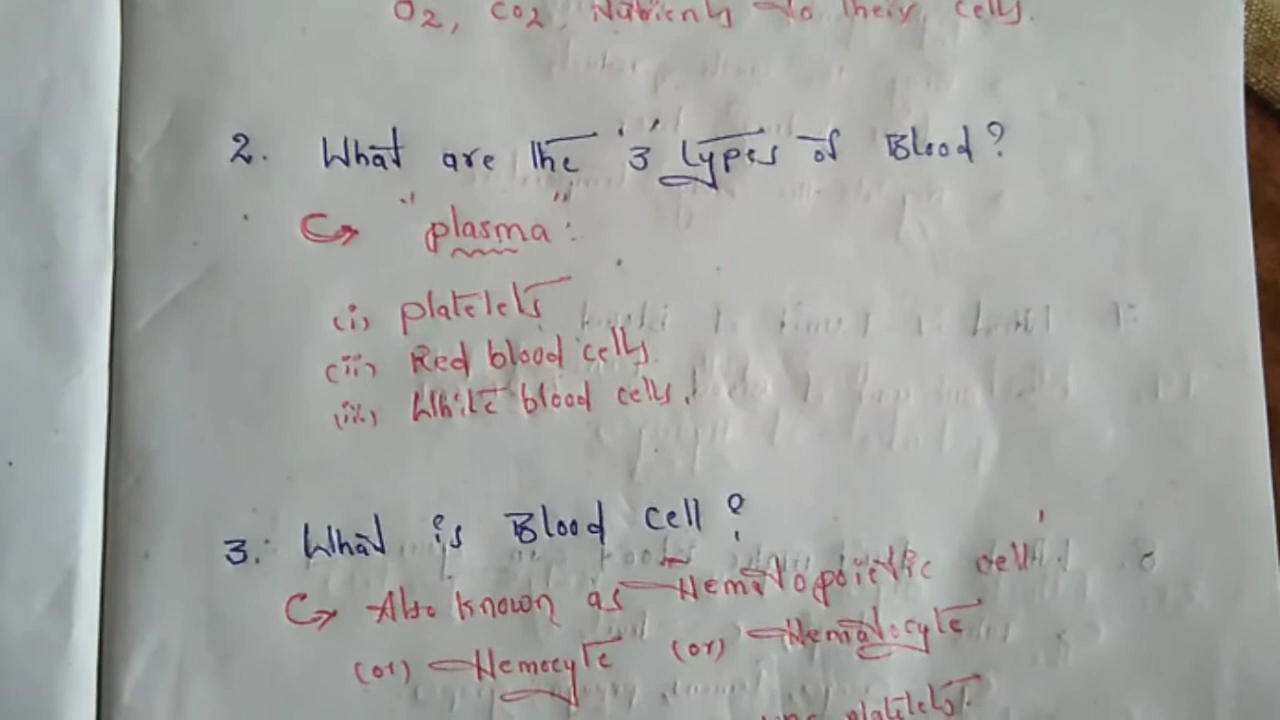 O2, CO2, Nutrients to their cells.
2. What are the '3' types of Blood?
↪ "plasma":
(i) platelets
(ii) Red blood cells.
(iii) White blood cells.
3. What is Blood cell?
↪ Also known as Hematopoietic cell
(or) Hemocyte (or) Hematocyte
platelets.